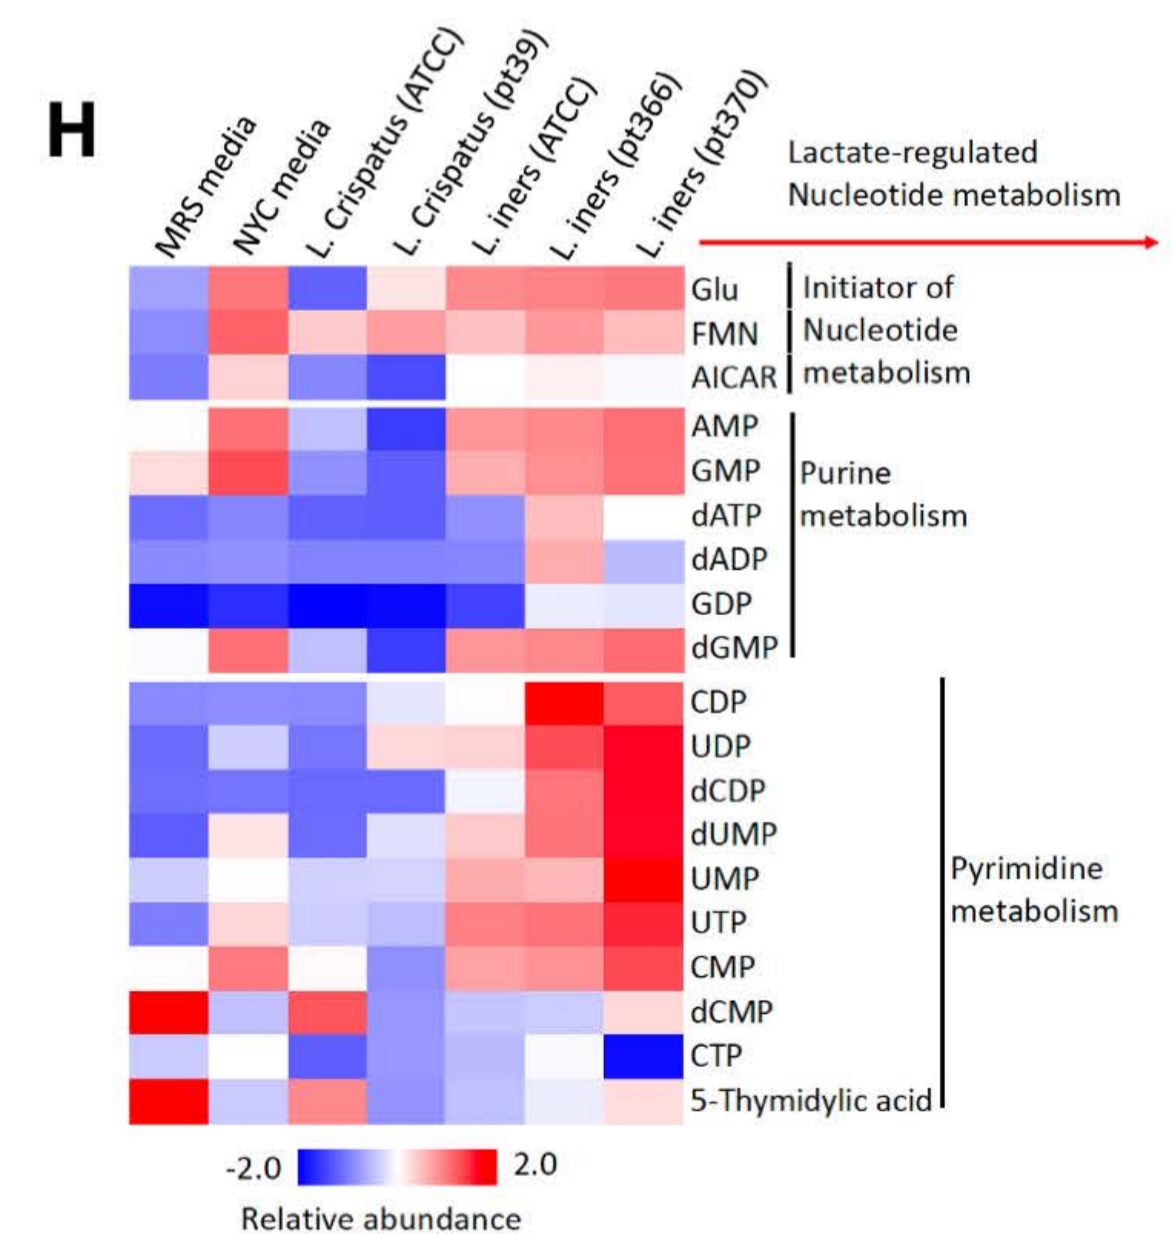 H
MRS media
NYC media
L. Crispatus (ATCC)
L. Crispatus (pt39)
L. iners (ATCC)
L. iners (pt366)
L. iners (pt370)
Lactate-regulated
Nucleotide metabolism
Glu
FMN
AICAR
Initiator of
Nucleotide
metabolism
AMP
GMP
dATP
dADP
GDP
dGMP
Purine
metabolism
CDP
UDP
dCDP
dUMP
UMP
UTP
CMP
dCMP
CTP
5-Thymidylic acid
Pyrimidine
metabolism
-2.0
2.0
Relative abundance